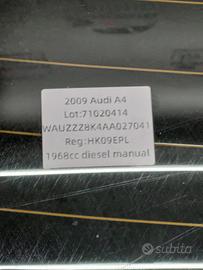 2009 Audi A4
Lot:71020414
WAUZZZ8K4AA027041
Reg:HK09EPL
1968cc diesel manual
subito